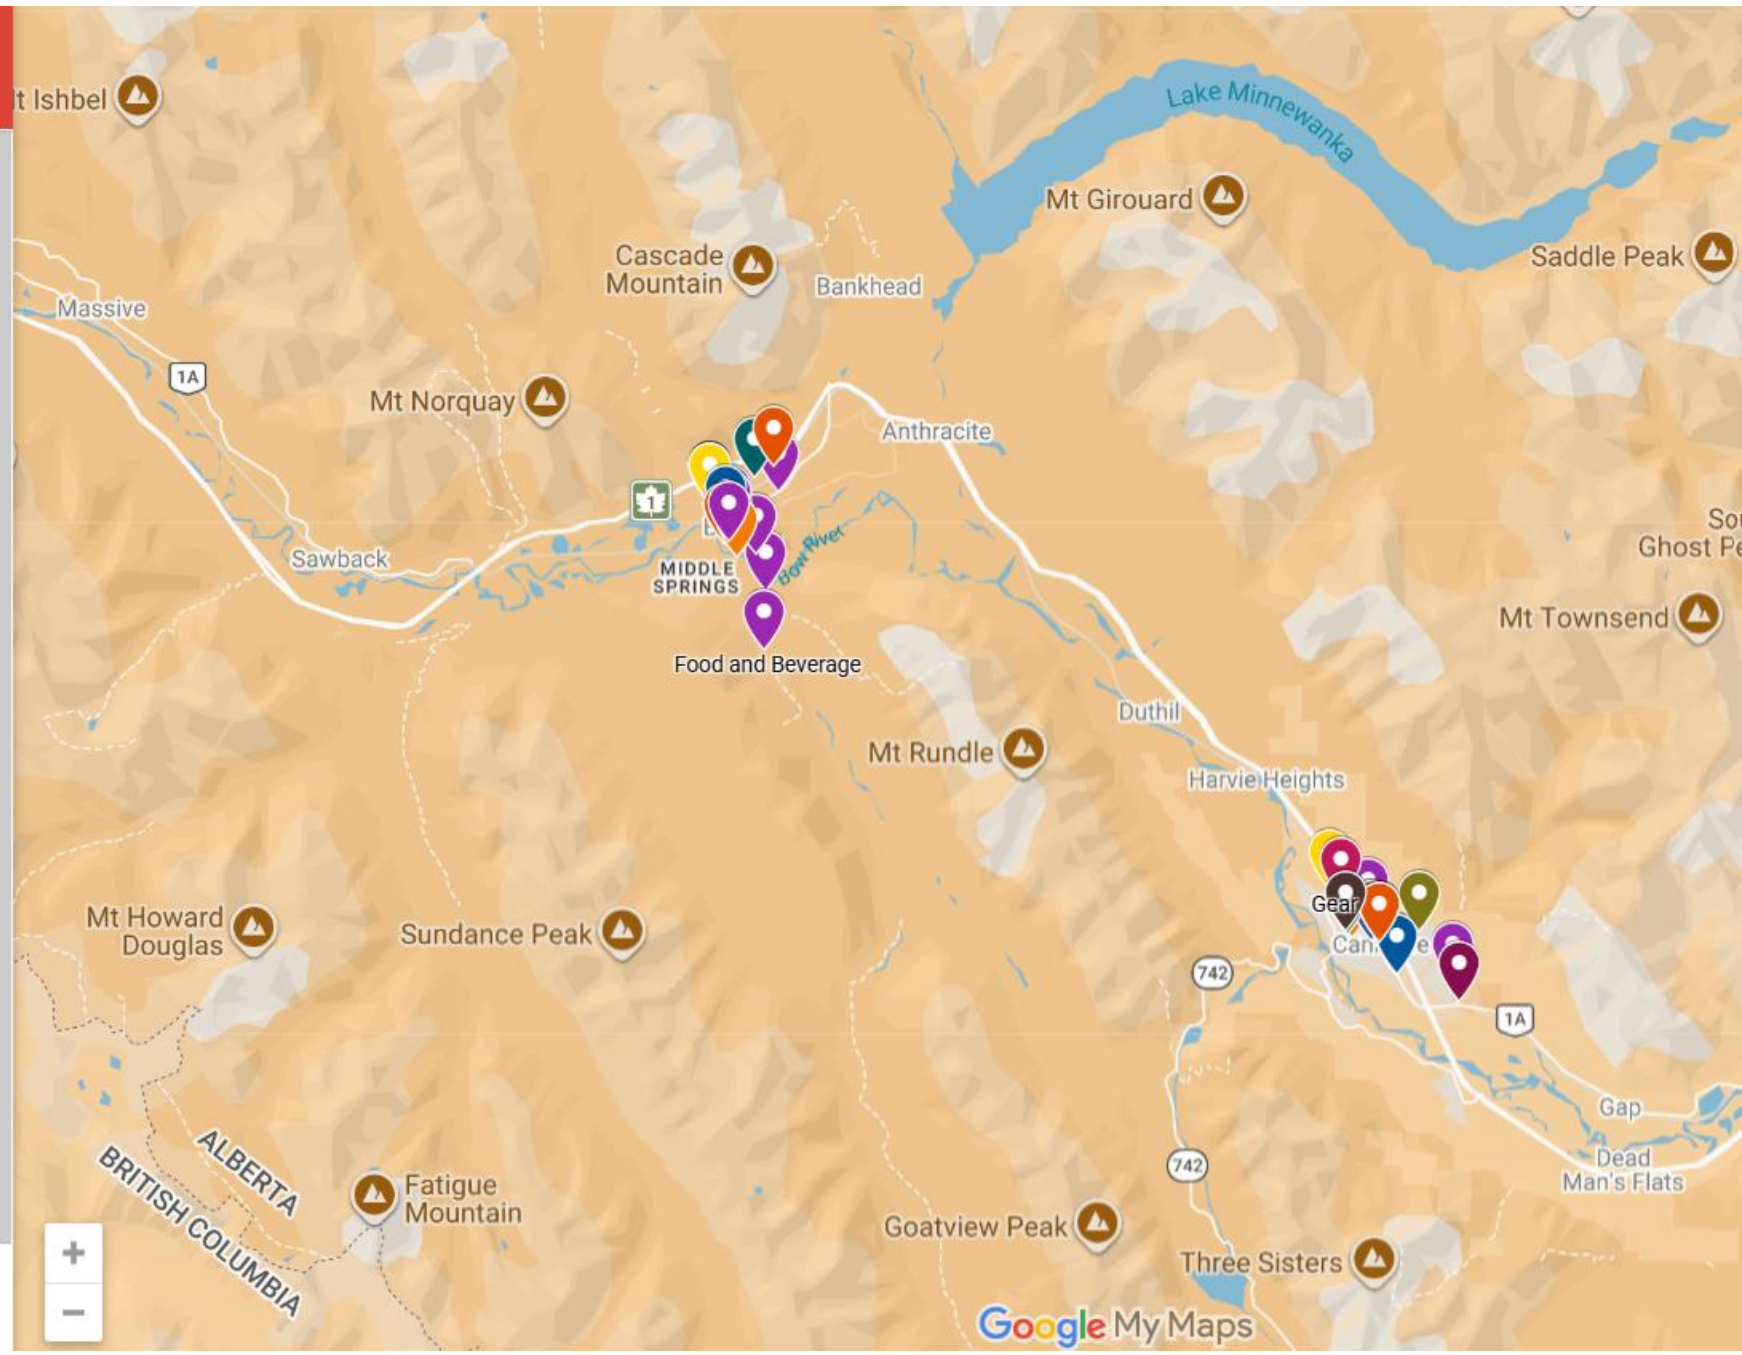 t Ishbel
Lake Minnewanka
Mt Girouard
Saddle Peak
Cascade
Mountain
Bankhead
Massive
1A
Mt Norquay
Anthracite
1
Sawback
MIDDLE
SPRINGS
Bow River
Sou
Ghost Pe
Mt Townsend
Food and Beverage
Duthil
Mt Rundle
Harvie Heights
Gear
Mt Howard
Douglas
Sundance Peak
742
1A
Gap
Dead
Man's Flats
742
ALBERTA
BRITISH COLUMBIA
Fatigue
Mountain
Goatview Peak
Three Sisters
+
−
Google My Maps